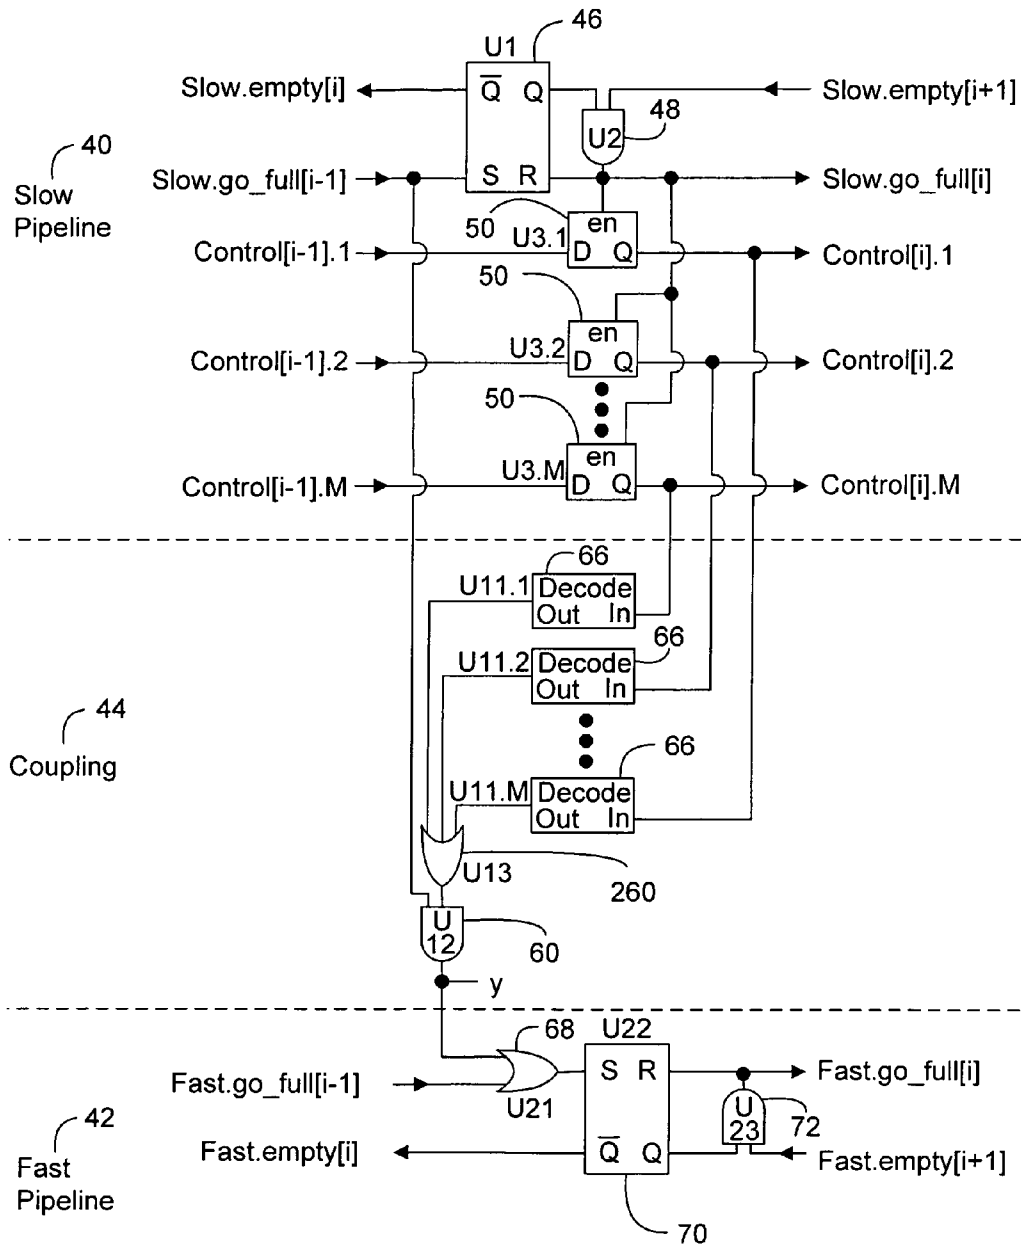 46
U1
Slow.empty[i]
Q Q
Slow.empty[i+1]
U2
48
40
Slow
Pipeline
Slow.go_full[i-1]
S R
Slow.go_full[i]
50
U3.1
en
D Q
Control[i-1].1
Control[i].1
50
U3.2
en
D Q
Control[i-1].2
Control[i].2
50
U3.M
en
D Q
Control[i-1].M
Control[i].M
66
U11.1
Decode
Out In
66
U11.2
Decode
Out In
44
Coupling
66
U11.M
Decode
Out In
U13
260
U
12
60
y
68
U22
Fast.go_full[i-1]
U21
S R
Fast.go_full[i]
U
23
72
42
Fast
Pipeline
Fast.empty[i]
Q Q
Fast.empty[i+1]
70